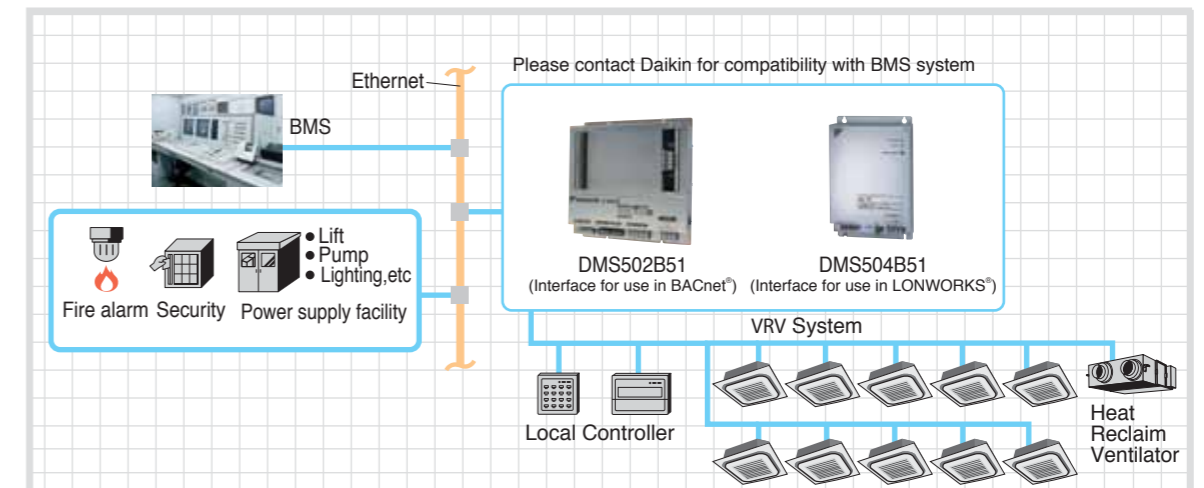 Please contact Daikin for compatibility with BMS system
Ethernet
BMS
DMS502B51
(Interface for use in BACnet®)
DMS504B51
(Interface for use in LONWORKS®)
• Lift
• Pump
• Lighting,etc
Fire alarm
Security
Power supply facility
VRV System
Local Controller
Heat
Reclaim
Ventilator